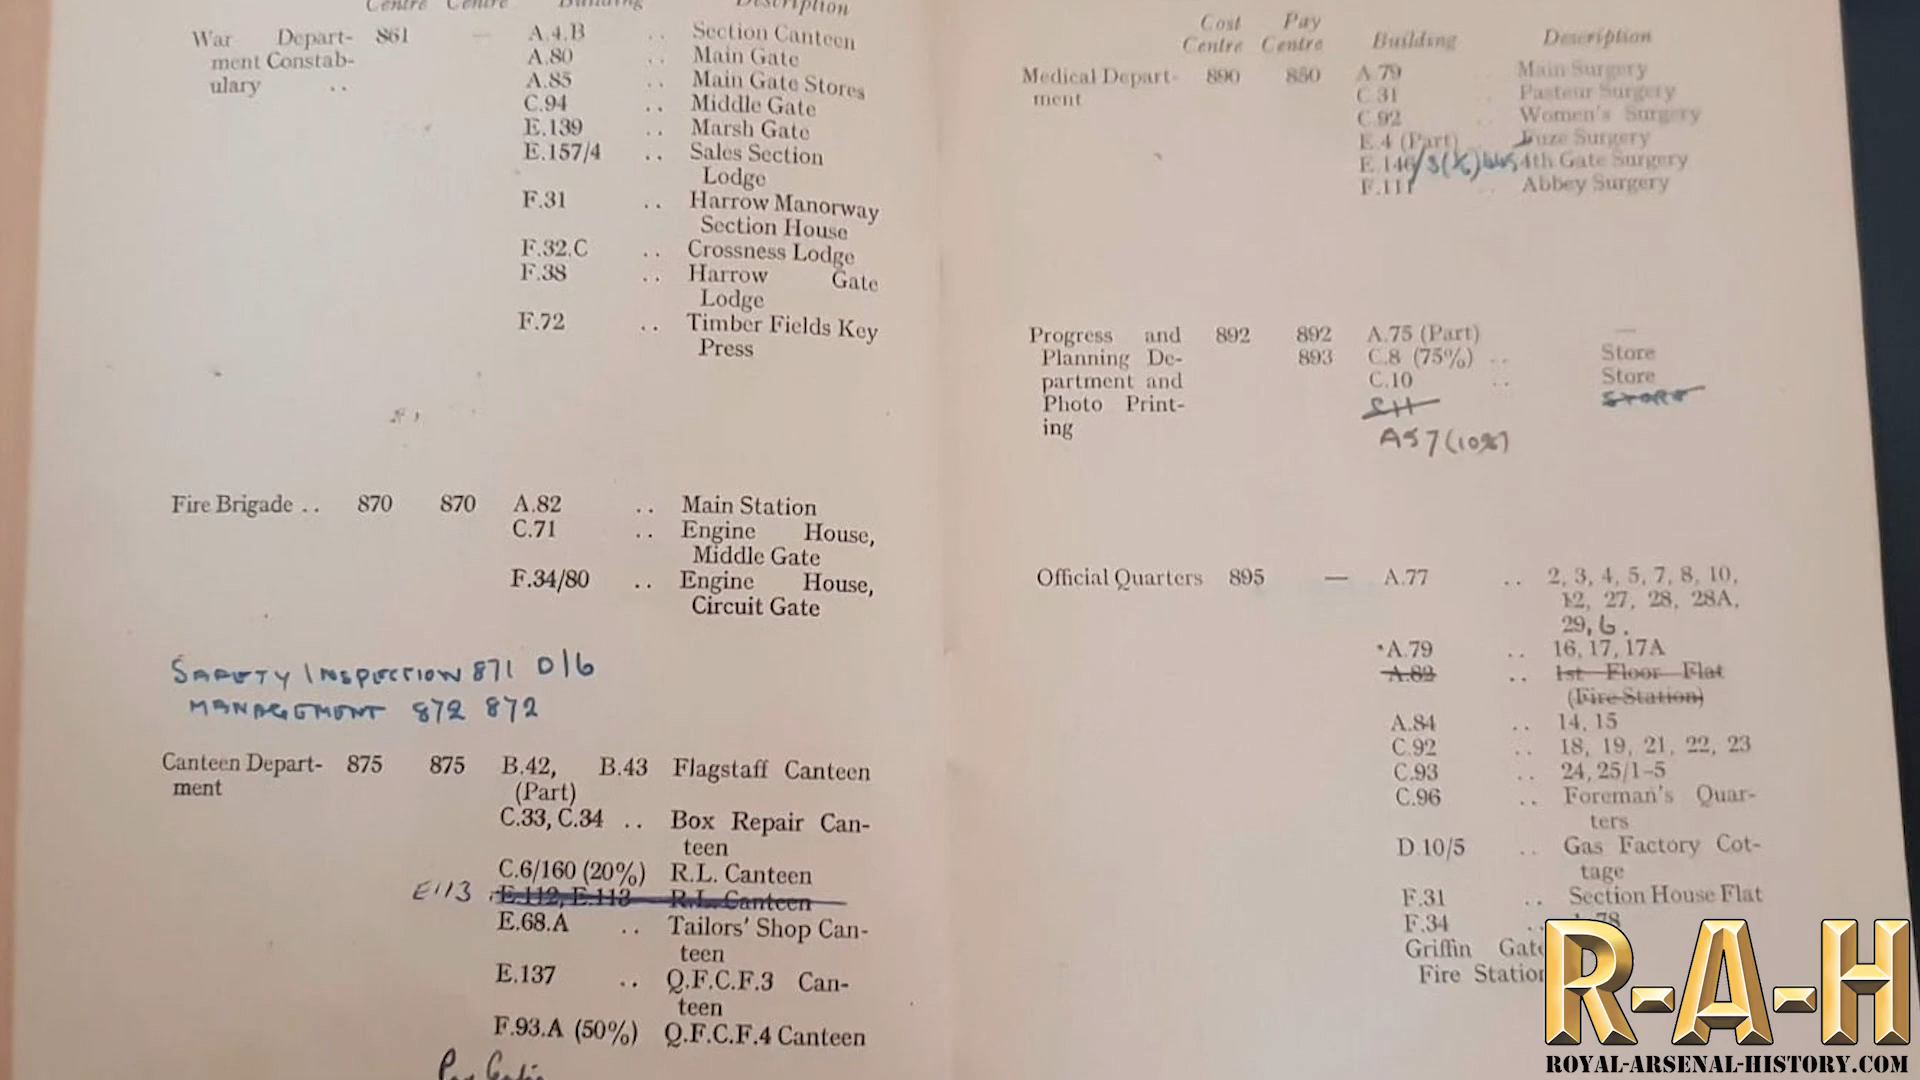 Centre Centre Building Description
War Depart- 861 — A.4.B .. Section Canteen
ment Constab- A.80 .. Main Gate
ulary .. A.85 .. Main Gate Stores
C.94 .. Middle Gate
E.139 .. Marsh Gate
E.157/4 .. Sales Section
Lodge
F.31 .. Harrow Manorway
Section House
F.32.C .. Crossness Lodge
F.38 .. Harrow Gate
Lodge
F.72 .. Timber Fields Key
Press
Fire Brigade .. 870 870 A.82 .. Main Station
C.71 .. Engine House,
Middle Gate
F.34/80 .. Engine House,
Circuit Gate
SAFETY INSPECTION 871 D/6
MANAGEMENT 872 872
Canteen Depart- 875 875 B.42, B.43 Flagstaff Canteen
ment (Part)
C.33, C.34 .. Box Repair Can-
teen
C.6/160 (20%) R.L. Canteen
E113 E.112, E.113 R.L. Canteen
E.68.A .. Tailors' Shop Can-
teen
E.137 .. Q.F.C.F.3 Can-
teen
F.93.A (50%) Q.F.C.F.4 Canteen
Cost Pay
Centre Centre Building Description
Medical Depart- 890 880 A.79 .. Main Surgery
ment C.31 .. Pasteur Surgery
C.92 .. Women's Surgery
E.4 (Part) Fuze Surgery
E.146 4th Gate Surgery
F.111 .. Abbey Surgery
Progress and 892 892 A.75 (Part) —
Planning De- 893 C.8 (75%) .. Store
partment and C.10 .. Store
Photo Print- STORE
ing A57 (10%)
Official Quarters 895 — A.77 .. 2, 3, 4, 5, 7, 8, 10,
12, 27, 28, 28A,
29, 6.
A.79 .. 16, 17, 17A
A.82 .. 1st Floor Flat
(Fire Station)
A.84 .. 14, 15
C.92 .. 18, 19, 21, 22, 23
C.93 .. 24, 25/1-5
C.96 .. Foreman's Quar-
ters
D.10/5 .. Gas Factory Cot-
tage
F.31 .. Section House Flat
F.34 .. 78
Griffin Gate
Fire Station
R-A-H
ROYAL-ARSENAL-HISTORY.COM